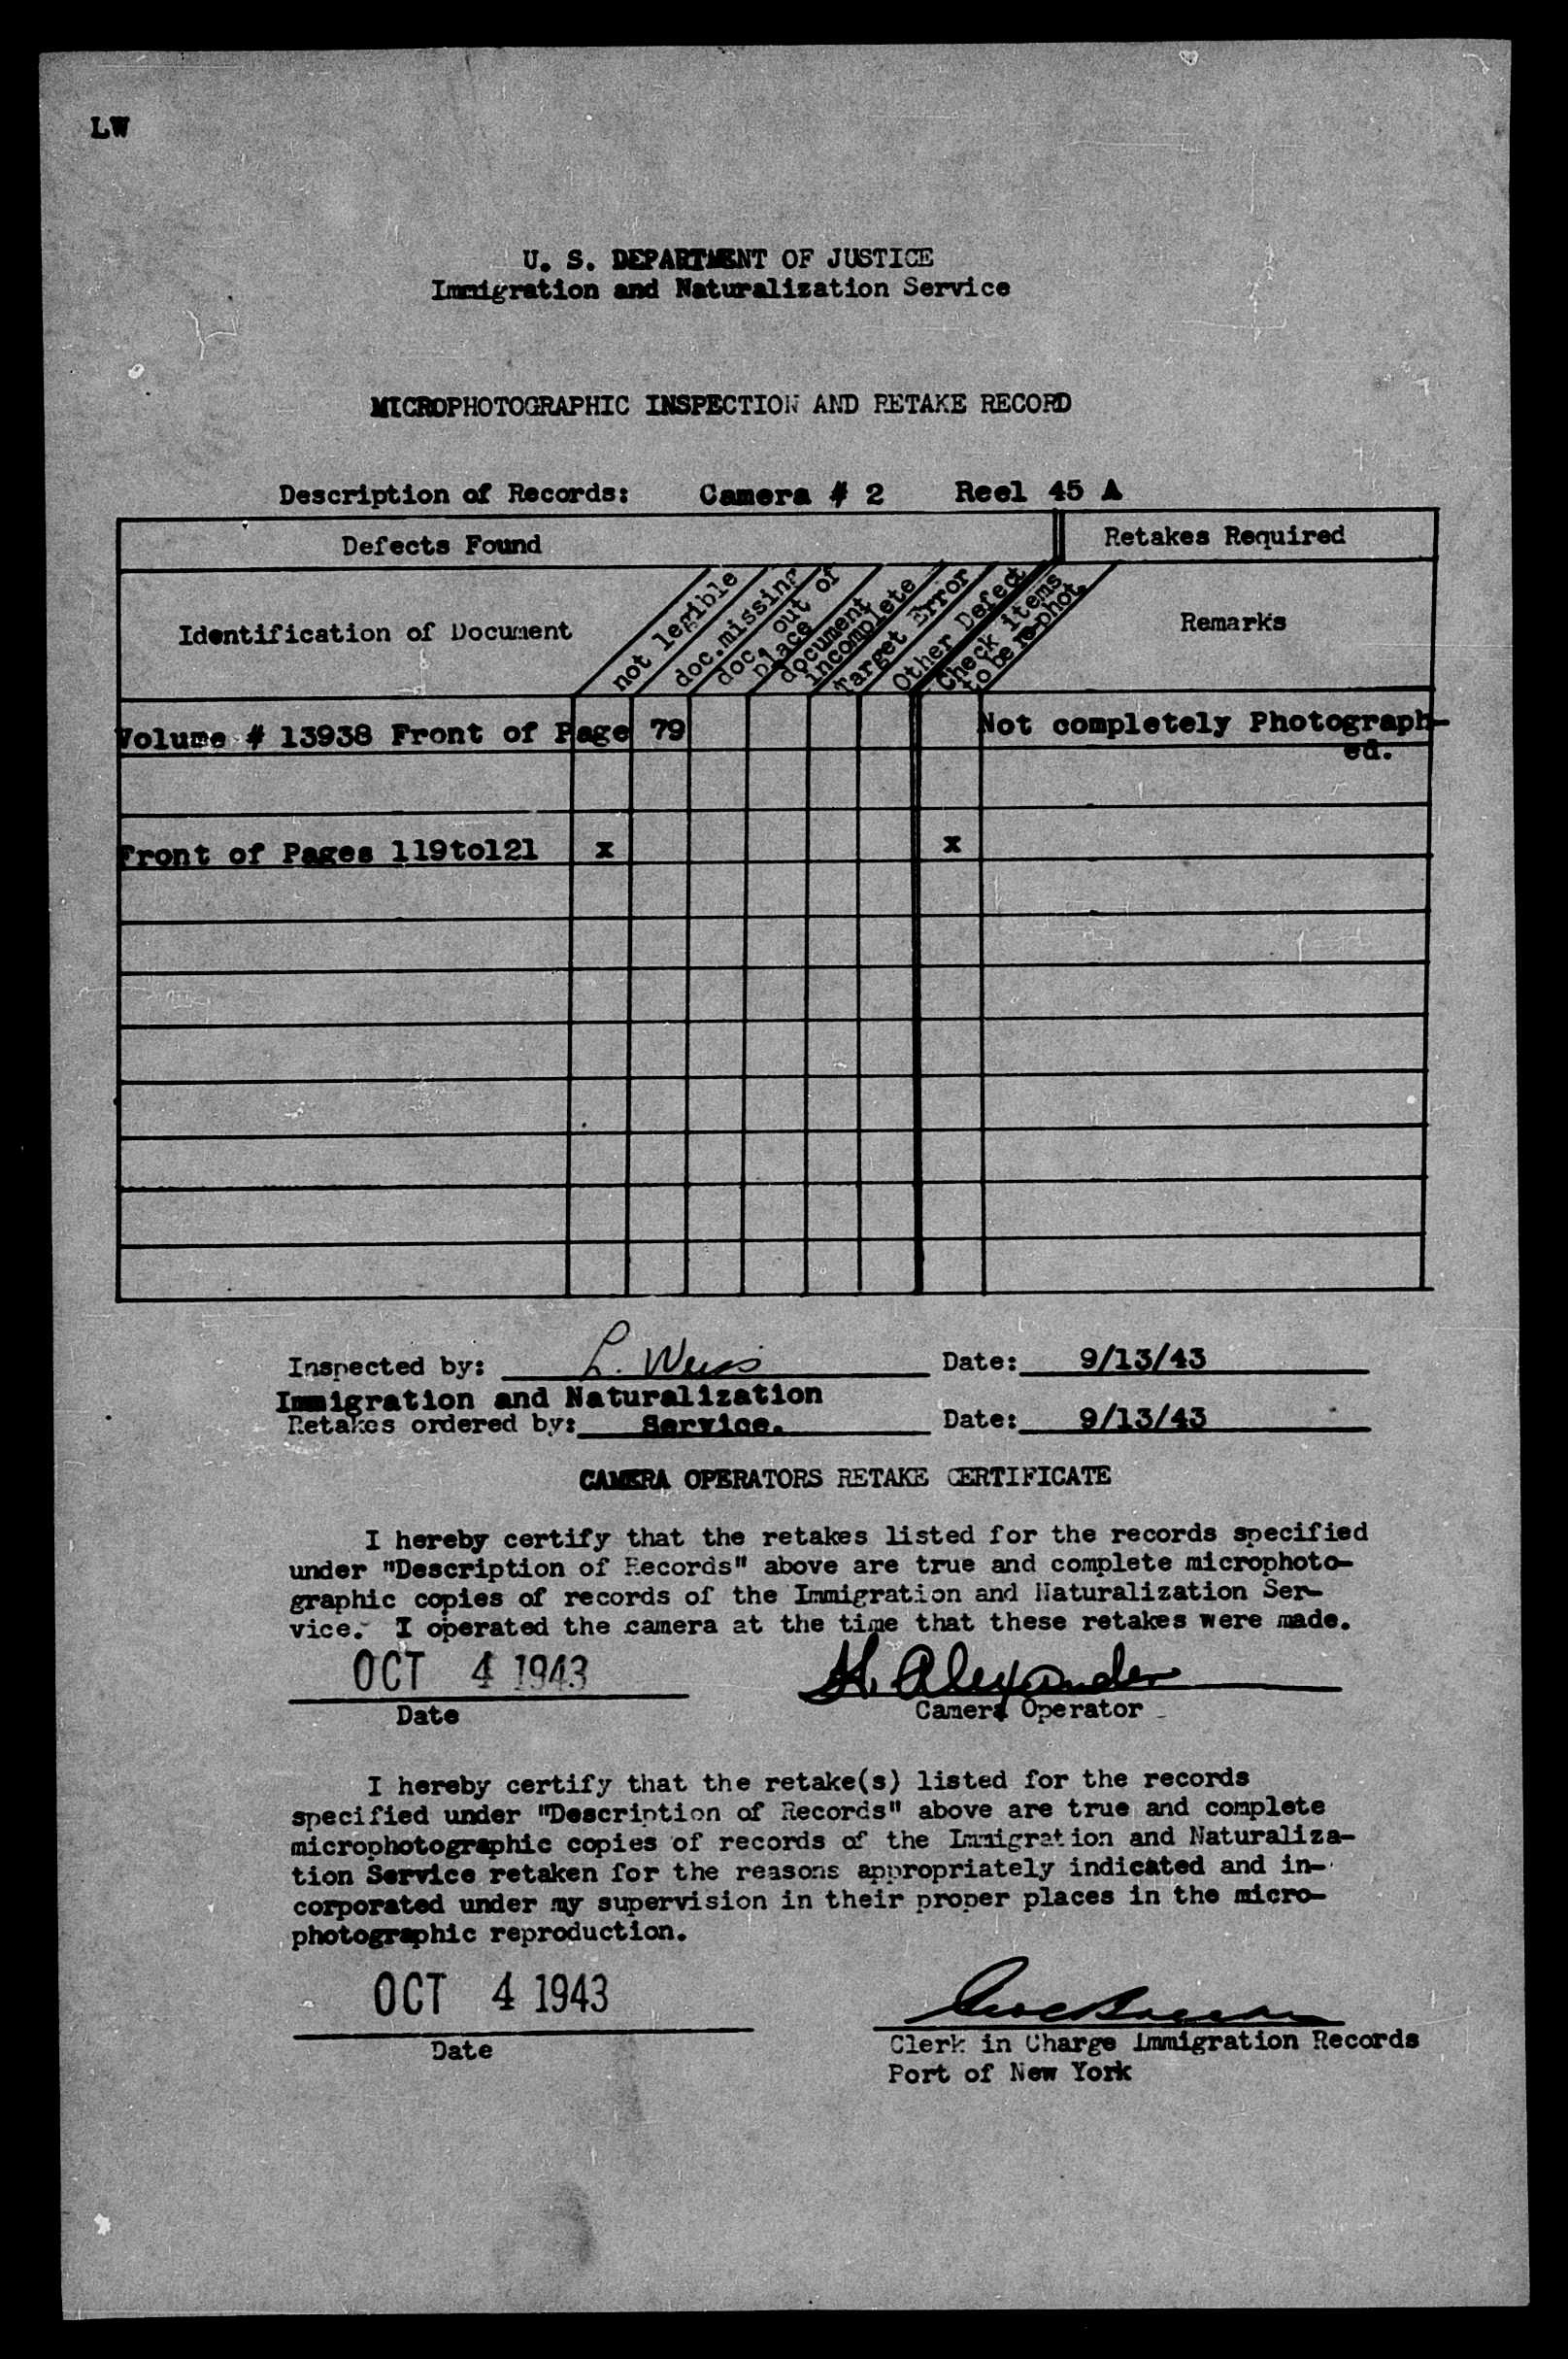 LW
U. S. DEPARTMENT OF JUSTICE
Immigration and Naturalization Service
MICROPHOTOGRAPHIC INSPECTION AND RETAKE RECORD
Description of Records: Camera # 2 Reel 45 A
Defects Found
Retakes Required
Identification of Document
not legible
doc. missing
doc. out of
place
document
incomplete
Target Error
Other Defect
Check items
to be re-phot.
Remarks
Volume # 13938 Front of Page 79 Not completely Photograph-
ed.
Front of Pages 119to121 x x
Inspected by: L. Weiss Date: 9/13/43
Immigration and Naturalization
Retakes ordered by: Service. Date: 9/13/43
CAMERA OPERATORS RETAKE CERTIFICATE
I hereby certify that the retakes listed for the records specified
under "Description of Records" above are true and complete microphoto-
graphic copies of records of the Immigration and Naturalization Ser-
vice. I operated the camera at the time that these retakes were made.
OCT 4 1943 H. Alexander
Date Camera Operator
I hereby certify that the retake(s) listed for the records
specified under "Description of Records" above are true and complete
microphotographic copies of records of the Immigration and Naturaliza-
tion Service retaken for the reasons appropriately indicated and in-
corporated under my supervision in their proper places in the micro-
photographic reproduction.
OCT 4 1943
Date
Clerk in Charge Immigration Records
Port of New York